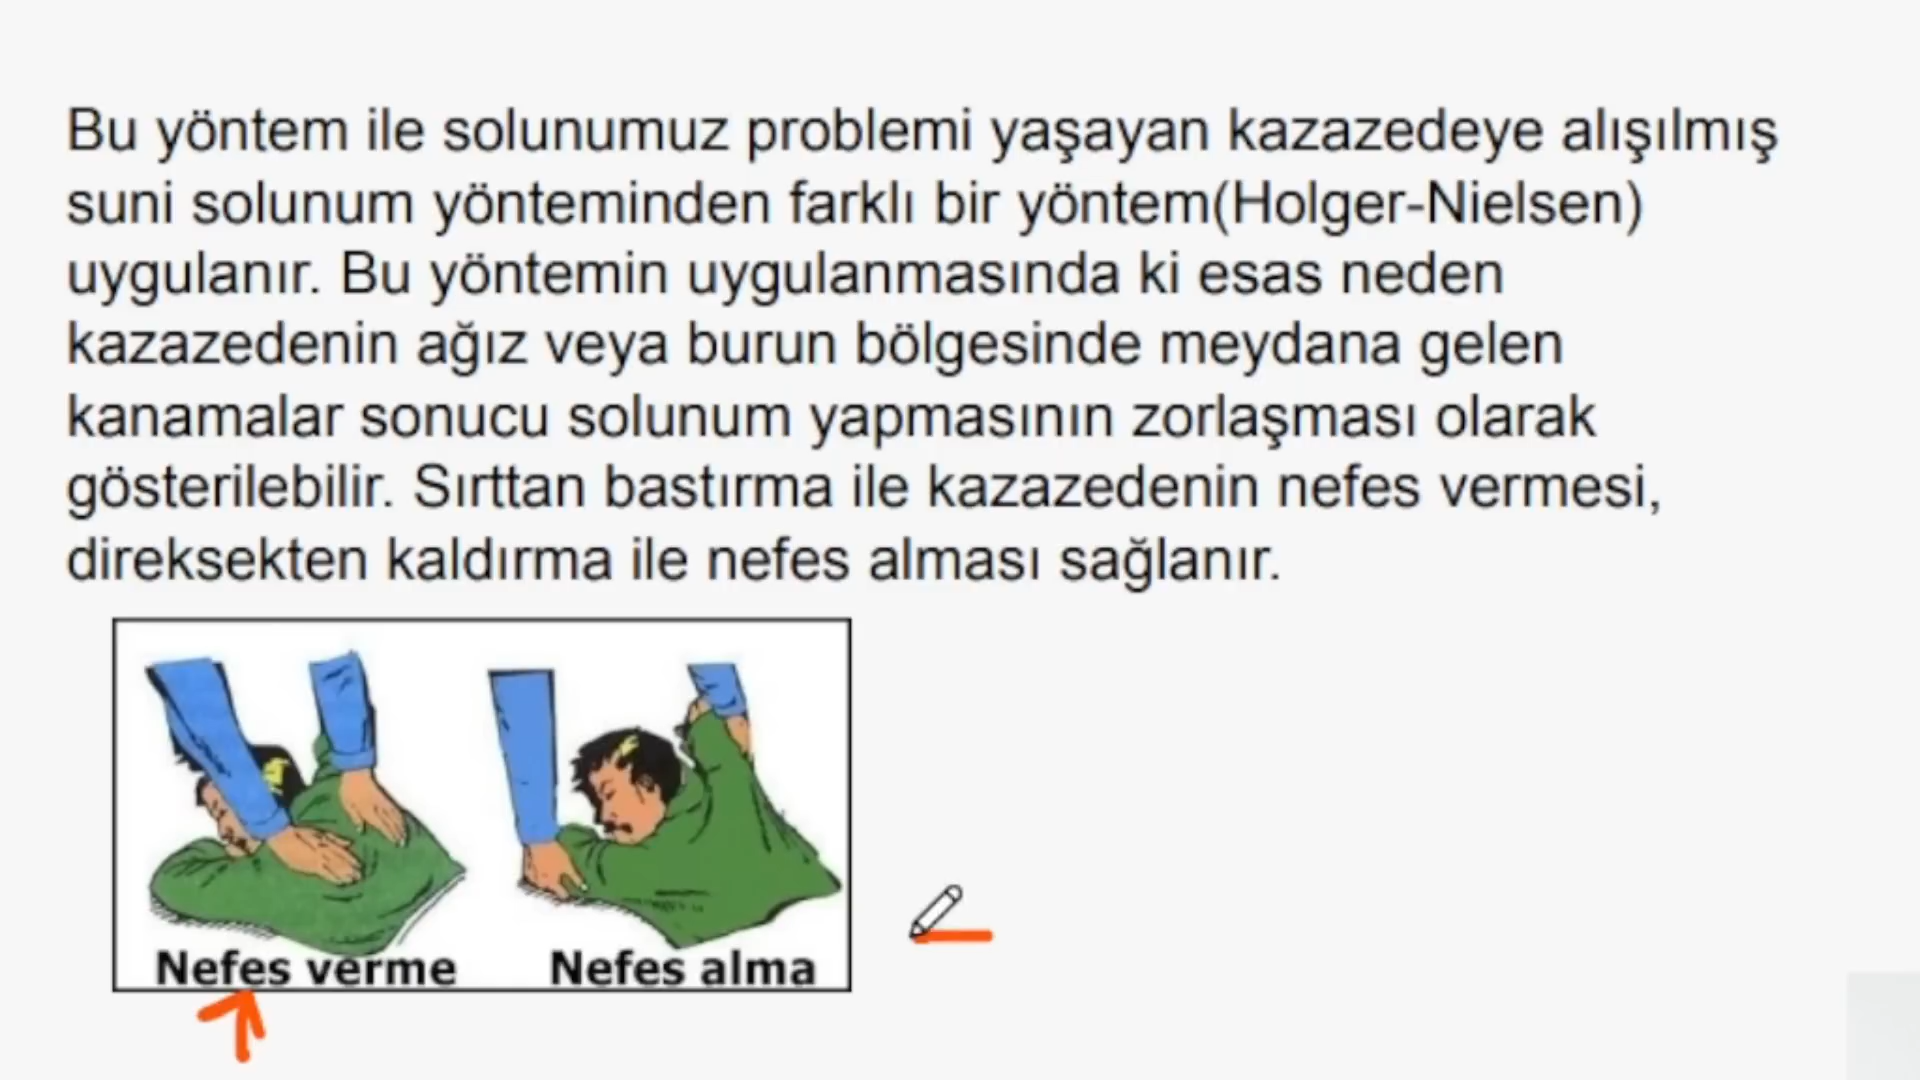 Bu yöntem ile solunumuz problemi yaşayan kazazedeye alışılmış
suni solunum yönteminden farklı bir yöntem(Holger-Nielsen)
uygulanır. Bu yöntemin uygulanmasında ki esas neden
kazazedenin ağız veya burun bölgesinde meydana gelen
kanamalar sonucu solunum yapmasının zorlaşması olarak
gösterilebilir. Sırttan bastırma ile kazazedenin nefes vermesi,
direksekten kaldırma ile nefes alması sağlanır.
Nefes verme Nefes alma